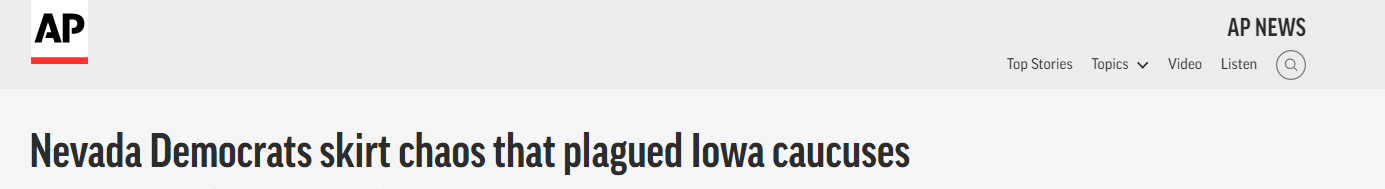 AP
AP NEWS
Top Stories Topics Video Listen
Nevada Democrats skirt chaos that plagued Iowa caucuses